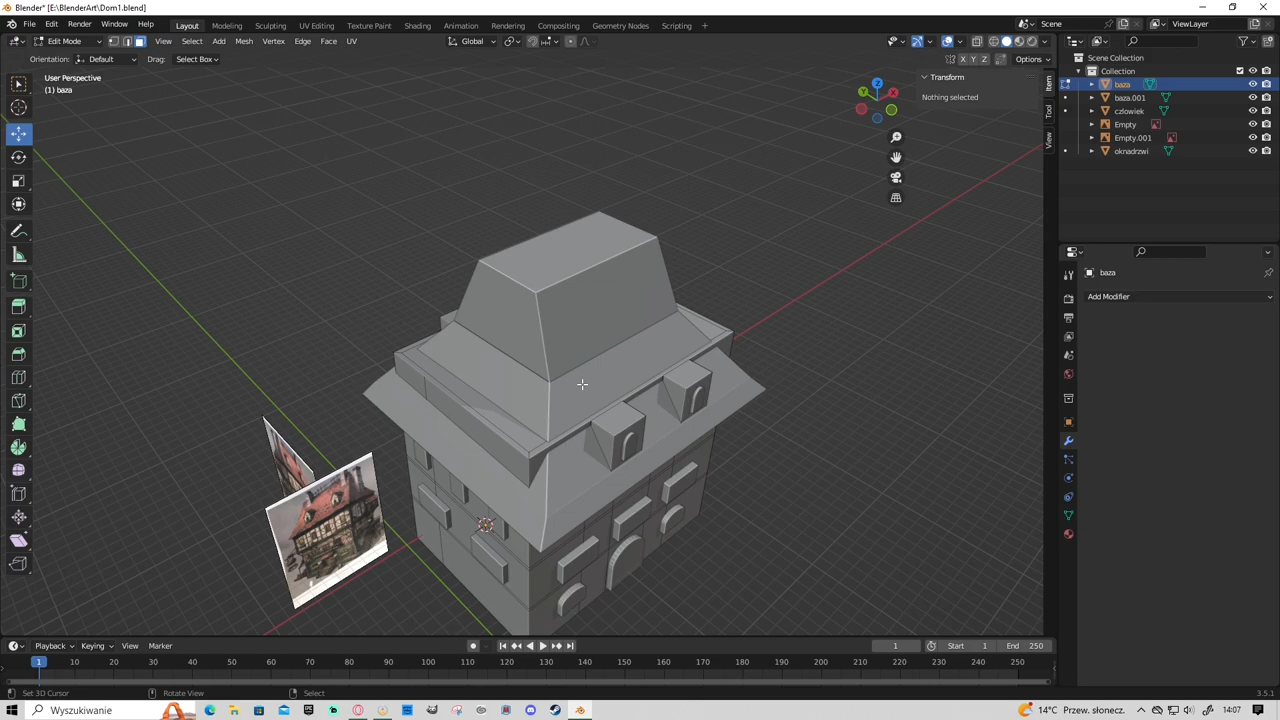 Blender* [E:\BlenderArt\Dom1.blend]
File Edit Render Window Help Layout Modeling Sculpting UV Editing Texture Paint Shading Animation Rendering Compositing Geometry Nodes Scripting + Scene ViewLayer
Edit Mode View Select Add Mesh Vertex Edge Face UV Global
Orientation: Default Drag: Select Box X Y Z Options
User Perspective
(1) baza
Transform
Nothing selected
Item
Tool
View
Z
Y
X
Scene Collection
Collection
baza
baza.001
czlowiek
Empty
Empty.001
oknadrzwi
baza
Add Modifier
Playback Keying View Marker 1 Start 1 End 250
1 10 20 30 40 50 60 70 80 90 100 110 120 130 140 150 160 170 180 190 200 210 220 230 240 250
Set 3D Cursor Rotate View Select 3.5.1
Wyszukiwanie 14°C Przew. słonecz. 14:07